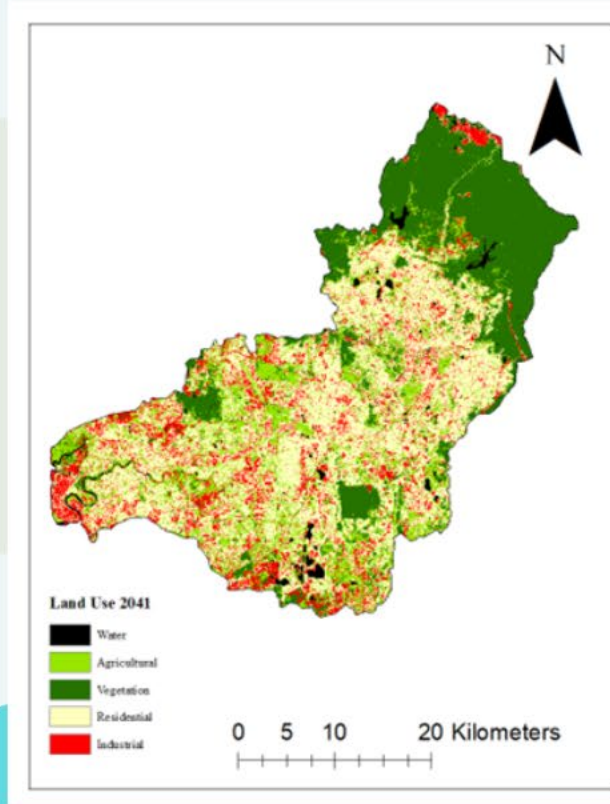 N
Land Use 2041
Water
Agricultural
Vegetation
Residential
Industrial
0 5 10 20 Kilometers